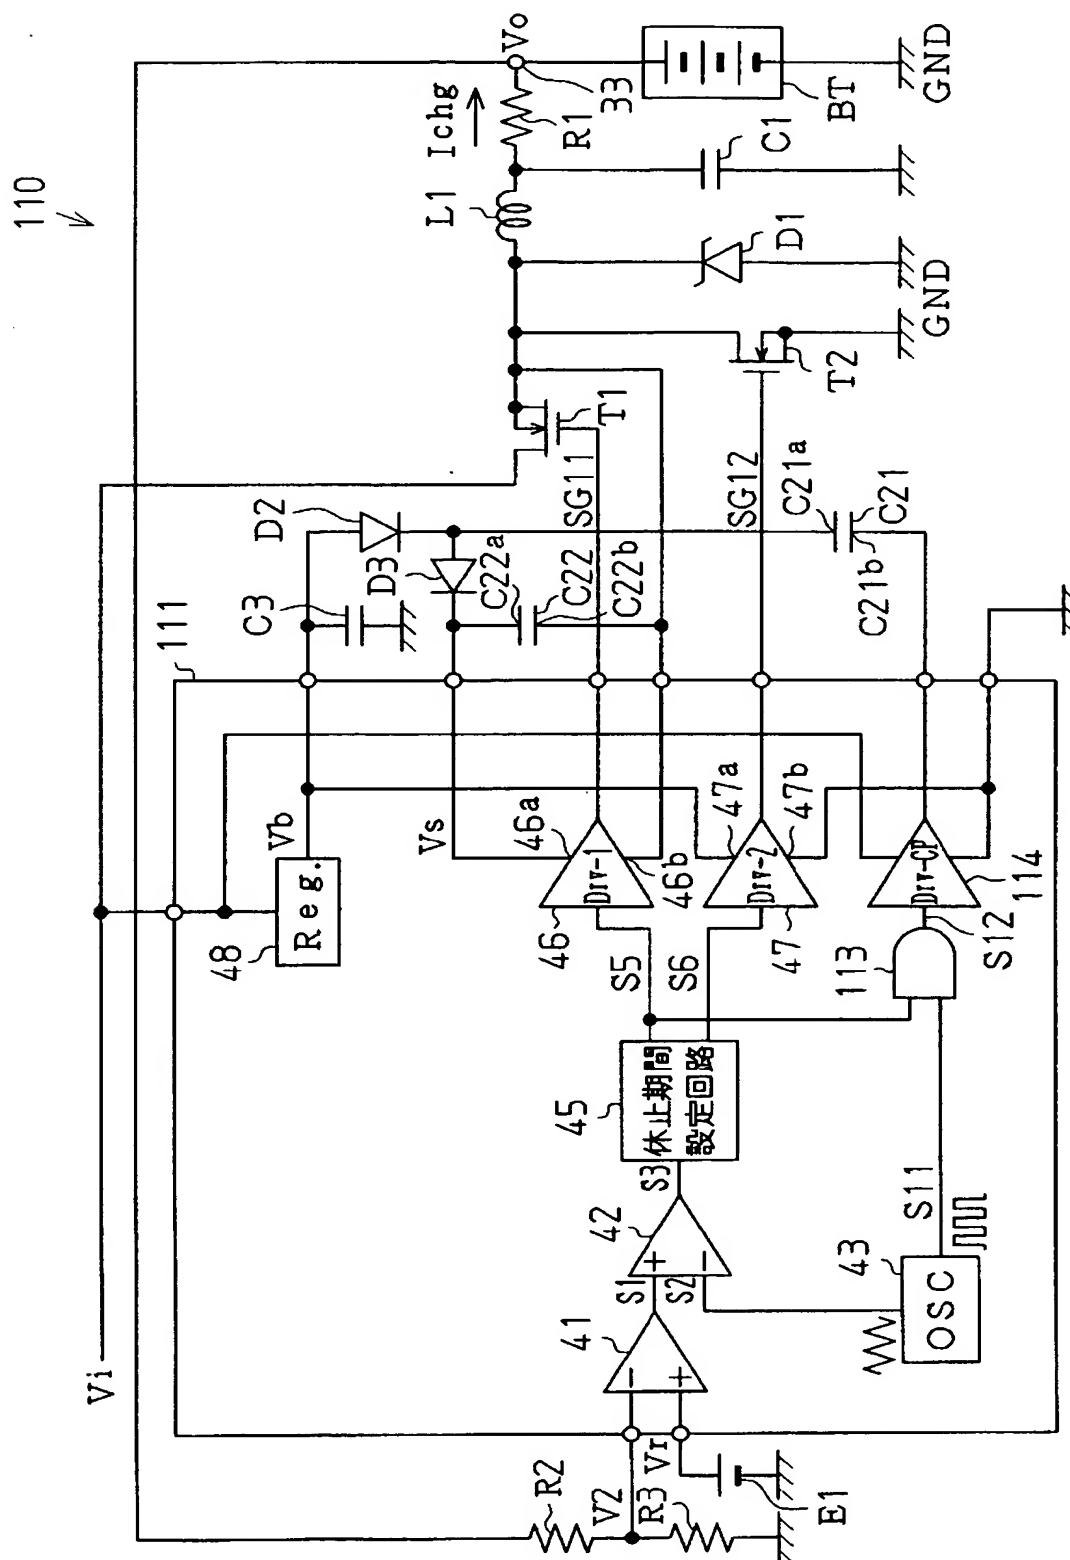 110
Vi
111
Vb
Reg.
48
C3
D2
D3
Vs
C22a
C22
C22b
46a
Div-1
46b
46
SG11
T1
L1
Ichg
R1
Vo
33
BT
GND
C1
D1
GND
T2
SG12
C21a
C21
C21b
47a
Div-2
47b
47
Div-CP
114
S12
113
S5
S6
45
休止期間
設定回路
S3
42
+
−
S1
S2
41
−
+
43
OSC
S11
R2
V2
R3
Vr
E1